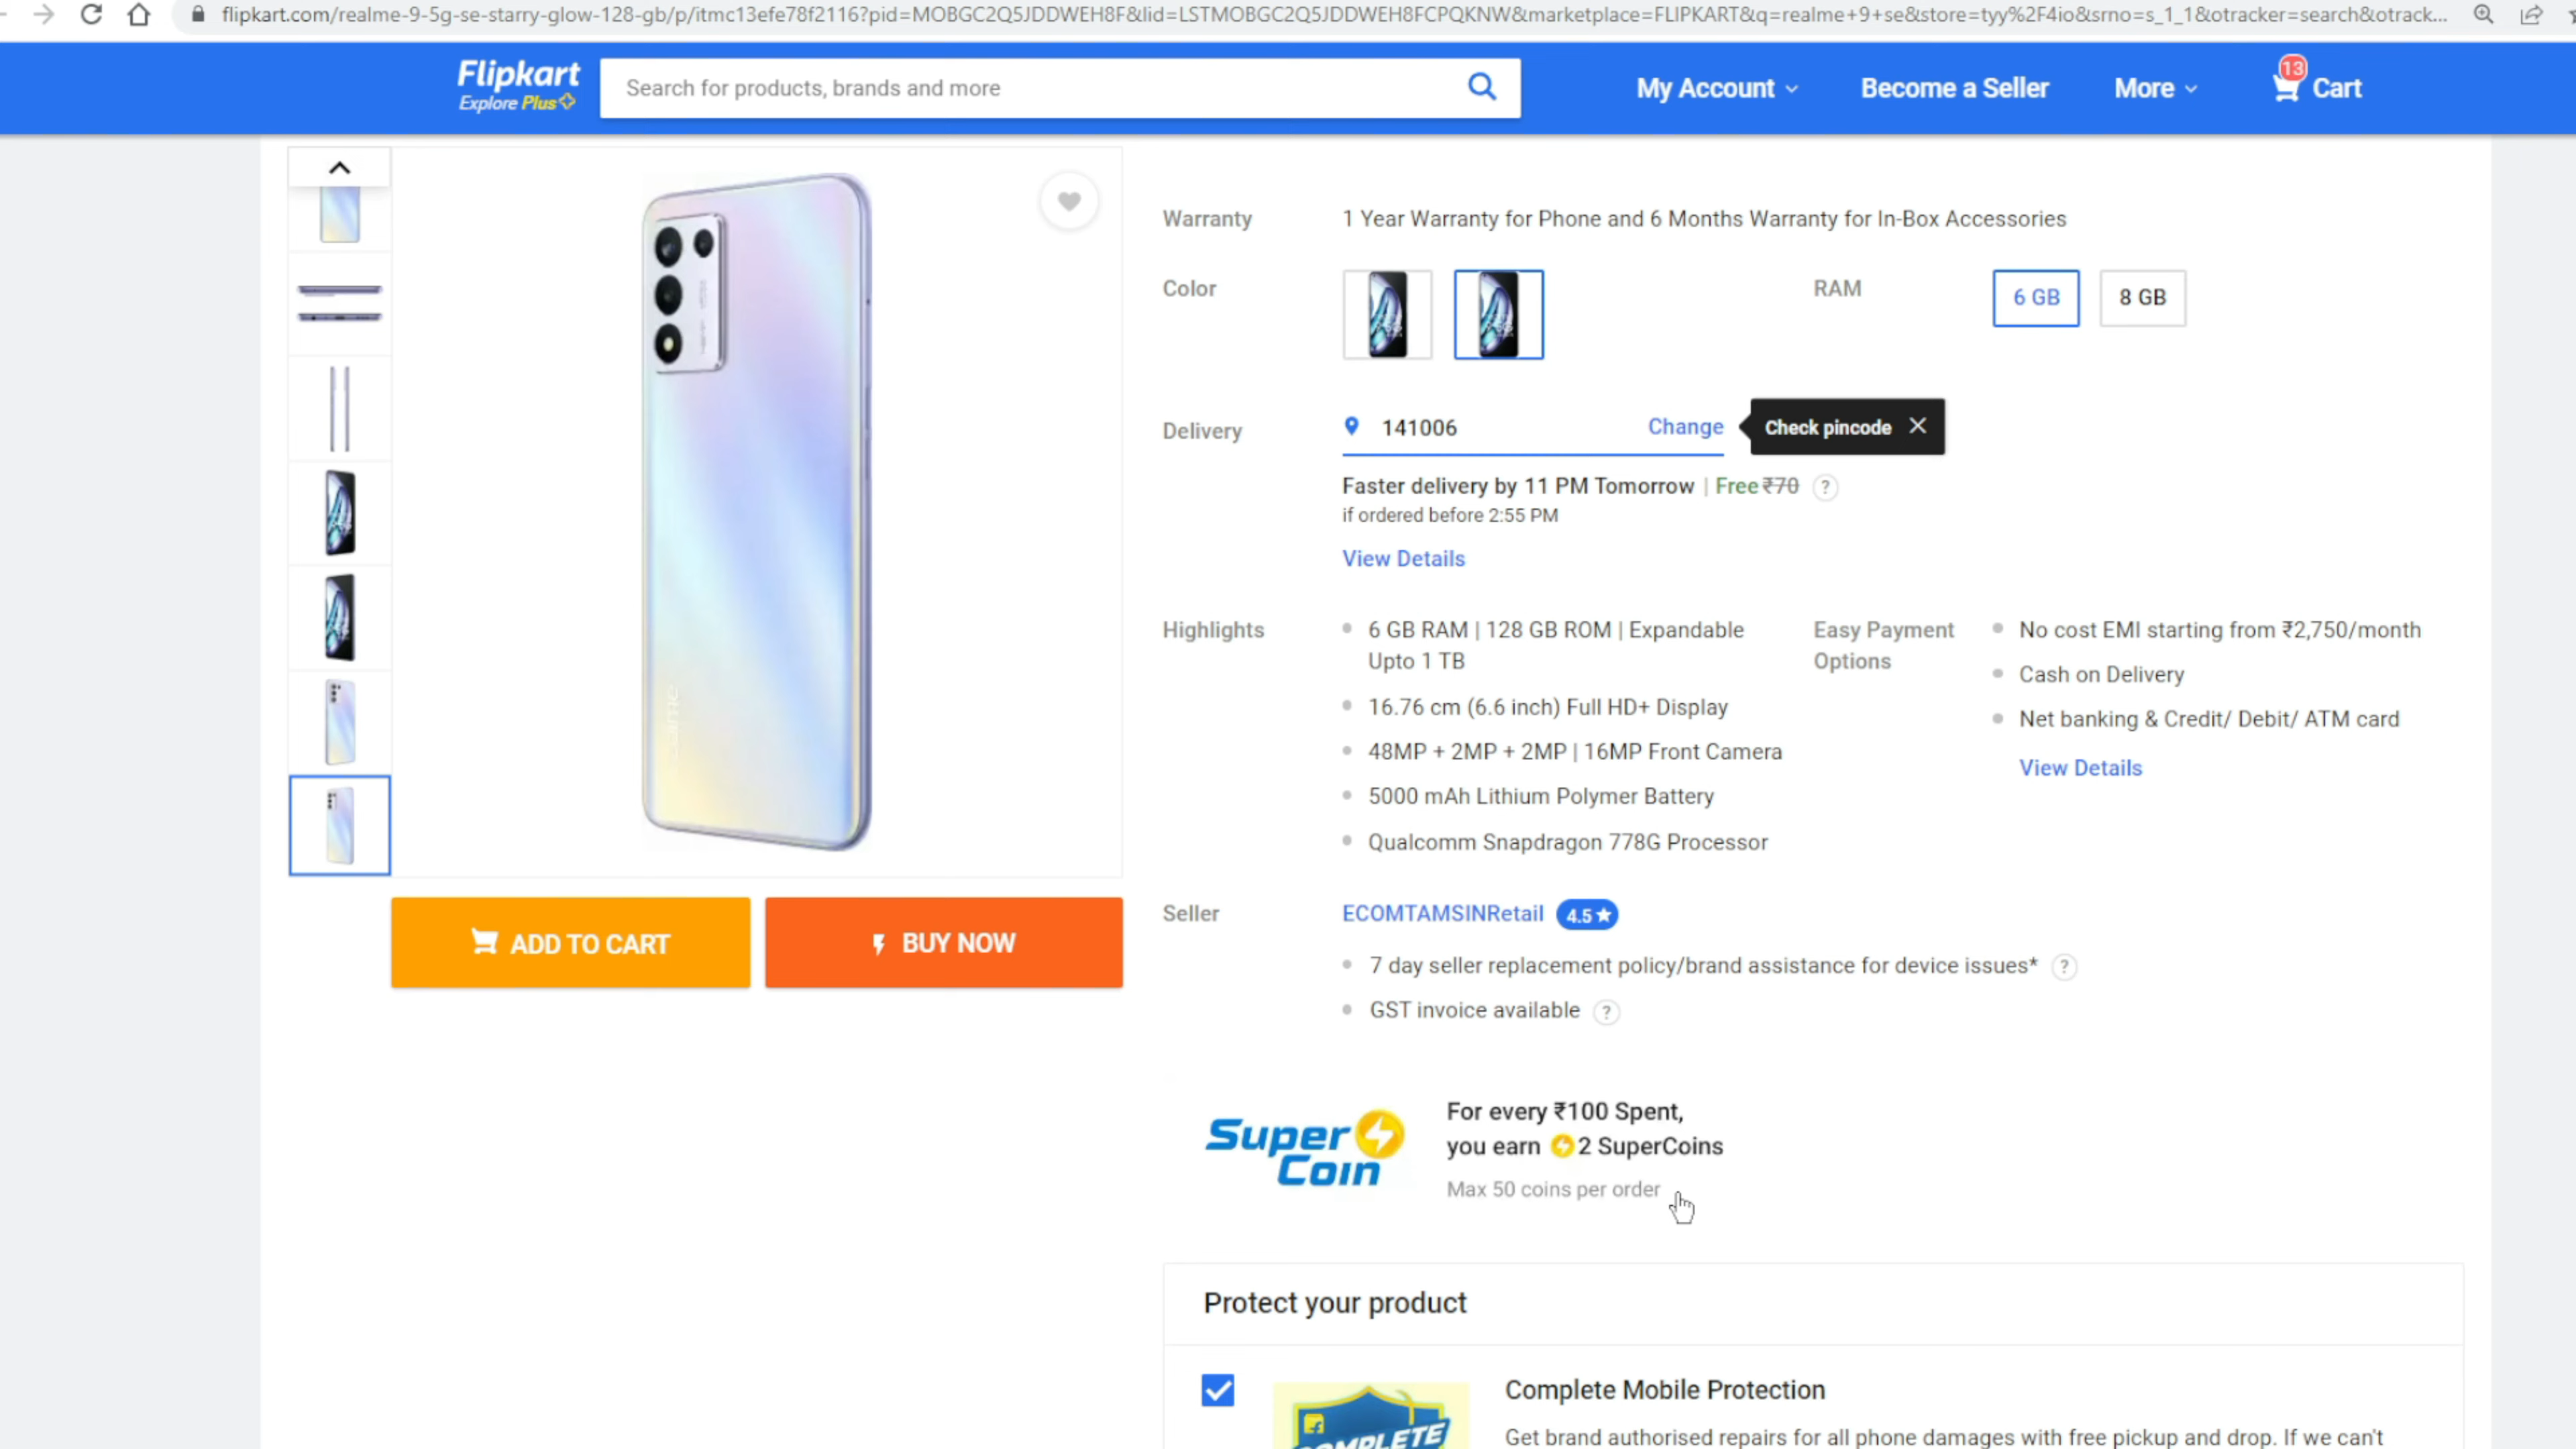 flipkart.com/realme-9-5g-se-starry-glow-128-gb/p/itmc13efe78f2116?pid=MOBGC2Q5JDDWEH8F&lid=LSTMOBGC2Q5JDDWEH8FCPQKNW&marketplace=FLIPKART&q=realme+9+se&store=tyy%2F4io&srno=s_1_1&otracker=search&otrack...
Flipkart
Explore Plus
Search for products, brands and more
My Account
Become a Seller
More
13
Cart
Warranty
1 Year Warranty for Phone and 6 Months Warranty for In-Box Accessories
Color
RAM
6 GB
8 GB
Delivery
141006
Change
Check pincode
Faster delivery by 11 PM Tomorrow | Free ₹70 ?
if ordered before 2:55 PM
View Details
Highlights
6 GB RAM | 128 GB ROM | Expandable
Upto 1 TB
16.76 cm (6.6 inch) Full HD+ Display
48MP + 2MP + 2MP | 16MP Front Camera
5000 mAh Lithium Polymer Battery
Qualcomm Snapdragon 778G Processor
Easy Payment
Options
No cost EMI starting from ₹2,750/month
Cash on Delivery
Net banking & Credit/ Debit/ ATM card
View Details
realme
ADD TO CART
BUY NOW
Seller
ECOMTAMSINRetail 4.5★
7 day seller replacement policy/brand assistance for device issues* ?
GST invoice available ?
Super
Coin
For every ₹100 Spent,
you earn 2 SuperCoins
Max 50 coins per order
Protect your product
Complete Mobile Protection
COMPLETE
Get brand authorised repairs for all phone damages with free pickup and drop. If we can't